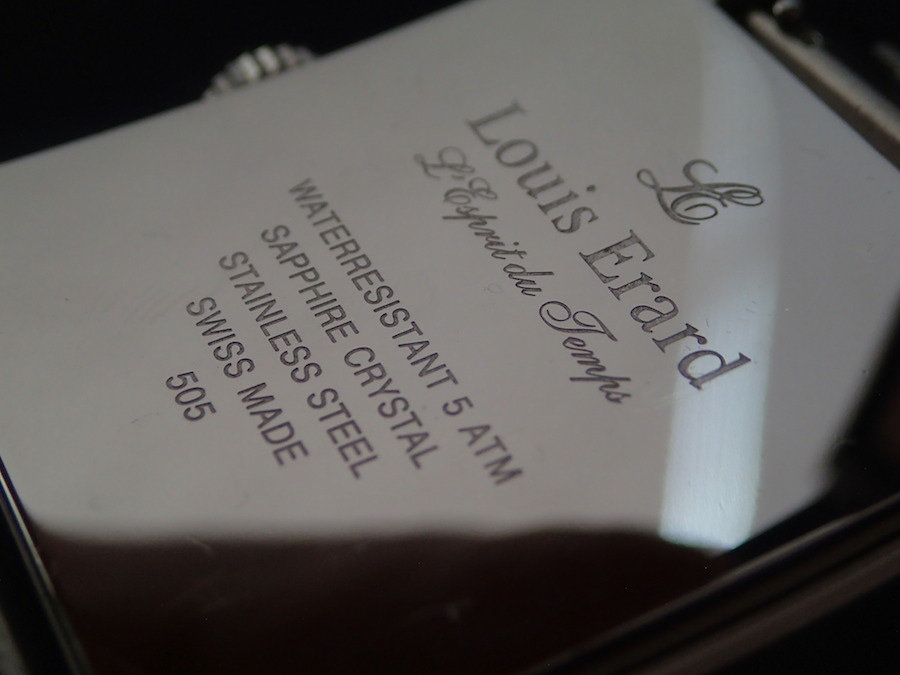 LE
Louis Erard
L'Esprit du Temps
WATERRESISTANT 5 ATM
SAPPHIRE CRYSTAL
STAINLESS STEEL
SWISS MADE
505